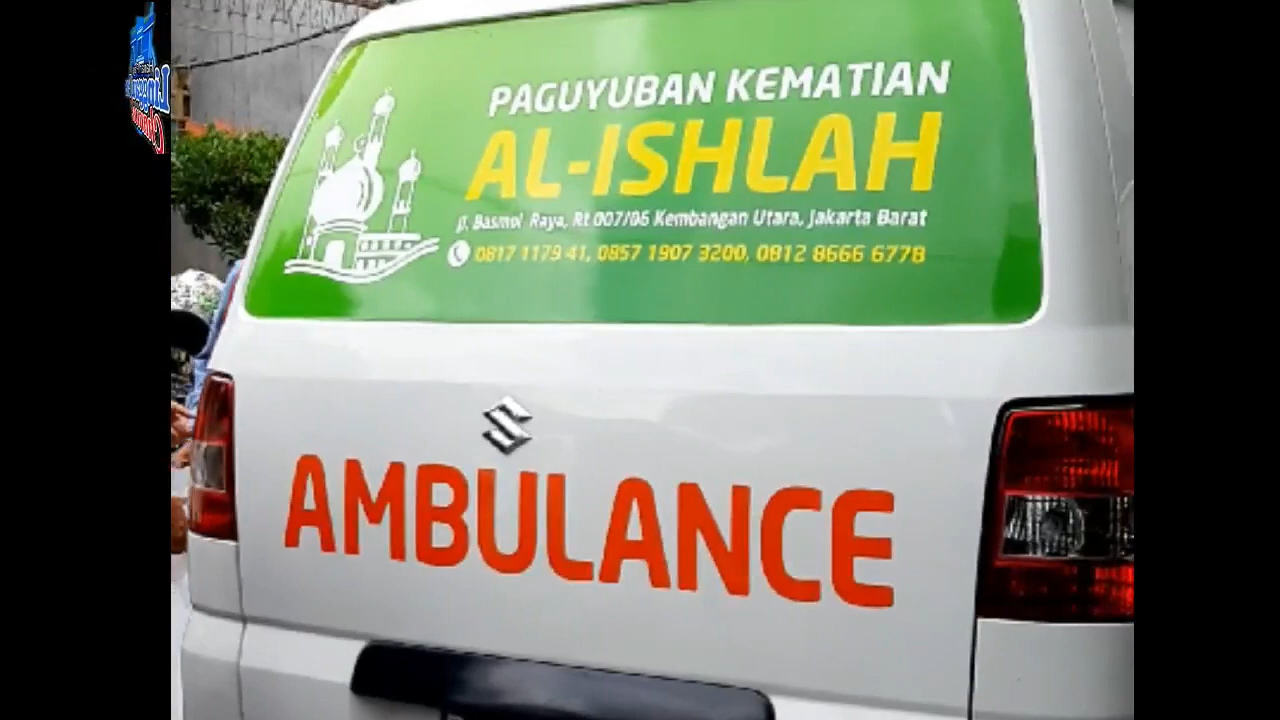 PAGUYUBAN KEMATIAN
AL-ISHLAH
Jl. Basmol Raya, Rt 007/06 Kembangan Utara, Jakarta Barat
0817 1179 41, 0857 1907 3200, 0812 8666 6778
AMBULANCE